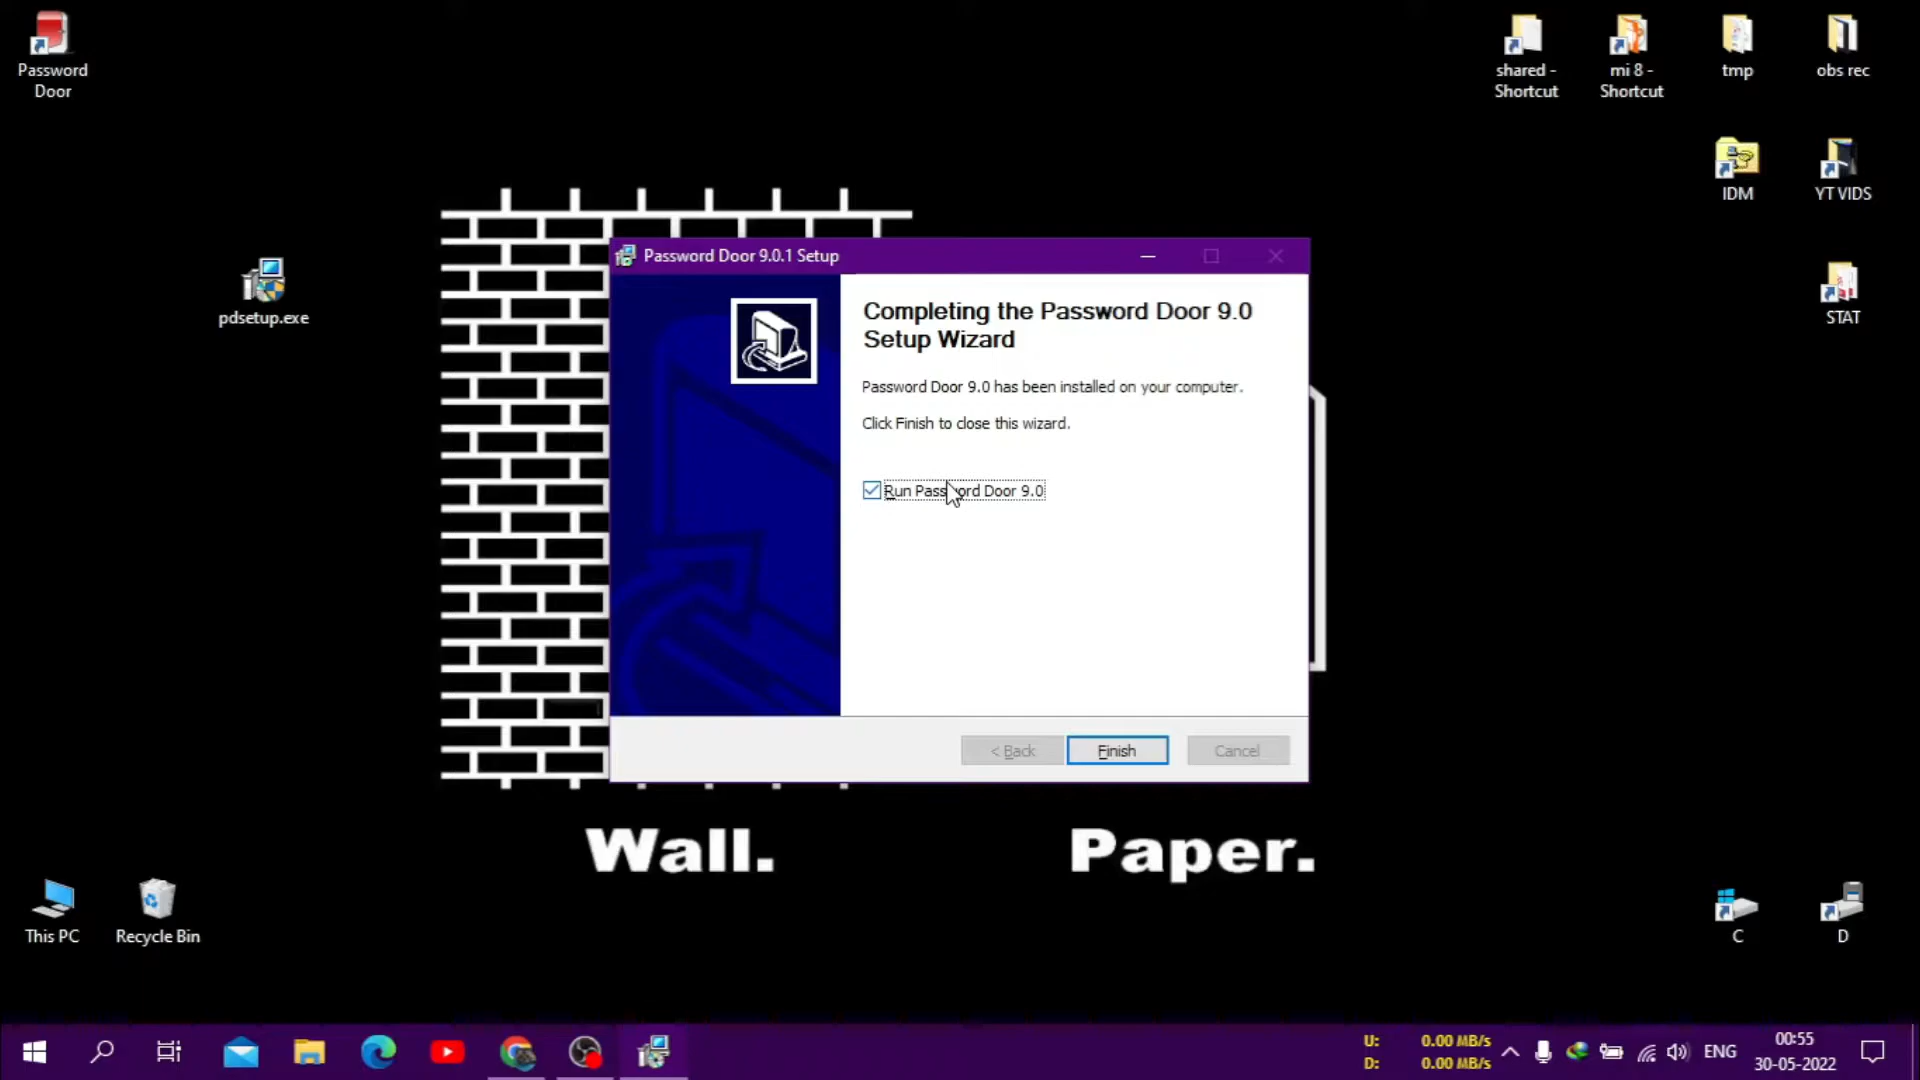 Password
Door
shared -
Shortcut
mi 8 -
Shortcut
tmp
obs rec
IDM
YT VIDS
pdsetup.exe
STAT
Password Door 9.0.1 Setup
Completing the Password Door 9.0
Setup Wizard
Password Door 9.0 has been installed on your computer.
Click Finish to close this wizard.
Run Password Door 9.0
< Back
Finish
Cancel
Wall.
Paper.
This PC
Recycle Bin
C
D
U: 0.00 MB/s
D: 0.00 MB/s
ENG
00:55
30-05-2022